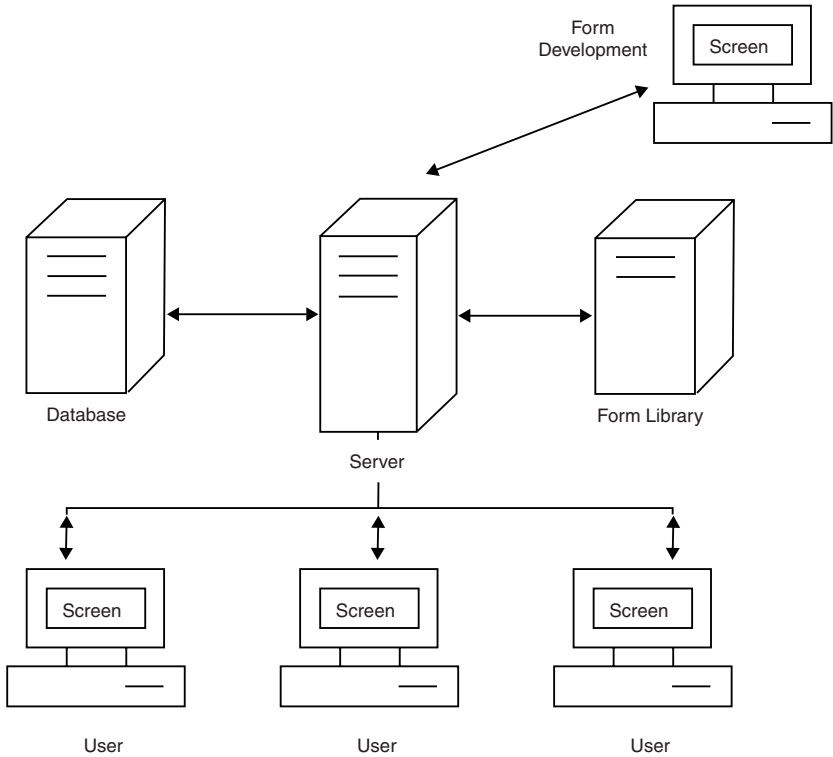 Form
Development
Screen
Database
Form Library
Server
Screen
Screen
Screen
User
User
User